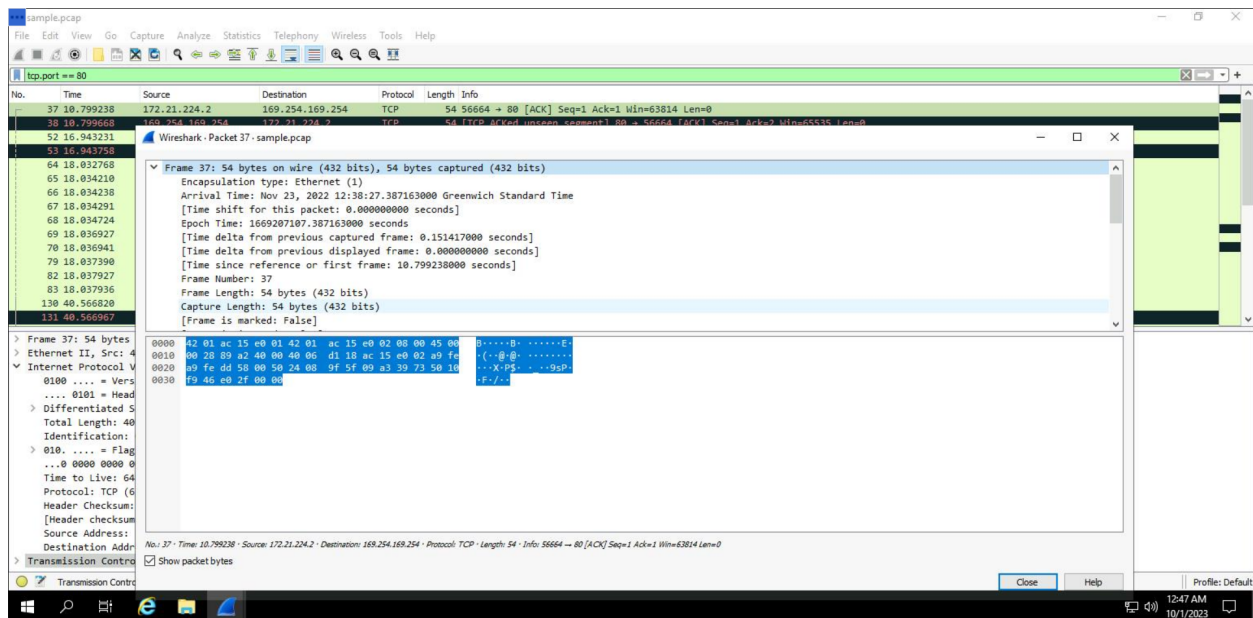 sample.pcap
File Edit View Go Capture Analyze Statistics Telephony Wireless Tools Help
tcp.port == 80
No. Time Source Destination Protocol Length Info
37 10.799238 172.21.224.2 169.254.169.254 TCP 54 56664 → 80 [ACK] Seq=1 Ack=1 Win=63814 Len=0
38 10.799668 169.254.169.254 172.21.224.2 TCP 54 [TCP ACKed unseen segment] 80 → 56664 [ACK] Seq=1 Ack=2 Win=65535 Len=0
52 16.943231
53 16.943758
64 18.032768
65 18.034210
66 18.034238
67 18.034291
68 18.034724
69 18.036927
70 18.036941
79 18.037390
82 18.037927
83 18.037936
130 40.566820
131 40.566967
Wireshark · Packet 37 · sample.pcap
Frame 37: 54 bytes on wire (432 bits), 54 bytes captured (432 bits)
Encapsulation type: Ethernet (1)
Arrival Time: Nov 23, 2022 12:38:27.387163000 Greenwich Standard Time
[Time shift for this packet: 0.000000000 seconds]
Epoch Time: 1669207107.387163000 seconds
[Time delta from previous captured frame: 0.151417000 seconds]
[Time delta from previous displayed frame: 0.000000000 seconds]
[Time since reference or first frame: 10.799238000 seconds]
Frame Number: 37
Frame Length: 54 bytes (432 bits)
Capture Length: 54 bytes (432 bits)
[Frame is marked: False]
0000 42 01 ac 15 e0 01 42 01 ac 15 e0 02 08 00 45 00 B·····B· ······E·
0010 00 28 89 a2 40 00 40 06 d1 18 ac 15 e0 02 a9 fe ·(··@·@· ········
0020 a9 fe dd 58 00 50 24 08 9f 5f 09 a3 39 73 50 10 ···X·P$· ·_··9sP·
0030 f9 46 e0 2f 00 00 ·F·/··
No.: 37 · Time: 10.799238 · Source: 172.21.224.2 · Destination: 169.254.169.254 · Protocol: TCP · Length: 54 · Info: 56664 → 80 [ACK] Seq=1 Ack=1 Win=63814 Len=0
Show packet bytes
Close Help
Frame 37: 54 bytes
Ethernet II, Src: 4
Internet Protocol V
0100 .... = Vers
.... 0101 = Head
Differentiated S
Total Length: 40
Identification:
010. .... = Flag
...0 0000 0000 0
Time to Live: 64
Protocol: TCP (6
Header Checksum:
[Header checksum
Source Address:
Destination Addr
Transmission Contro
Transmission Contro
Profile: Default
12:47 AM
10/1/2023